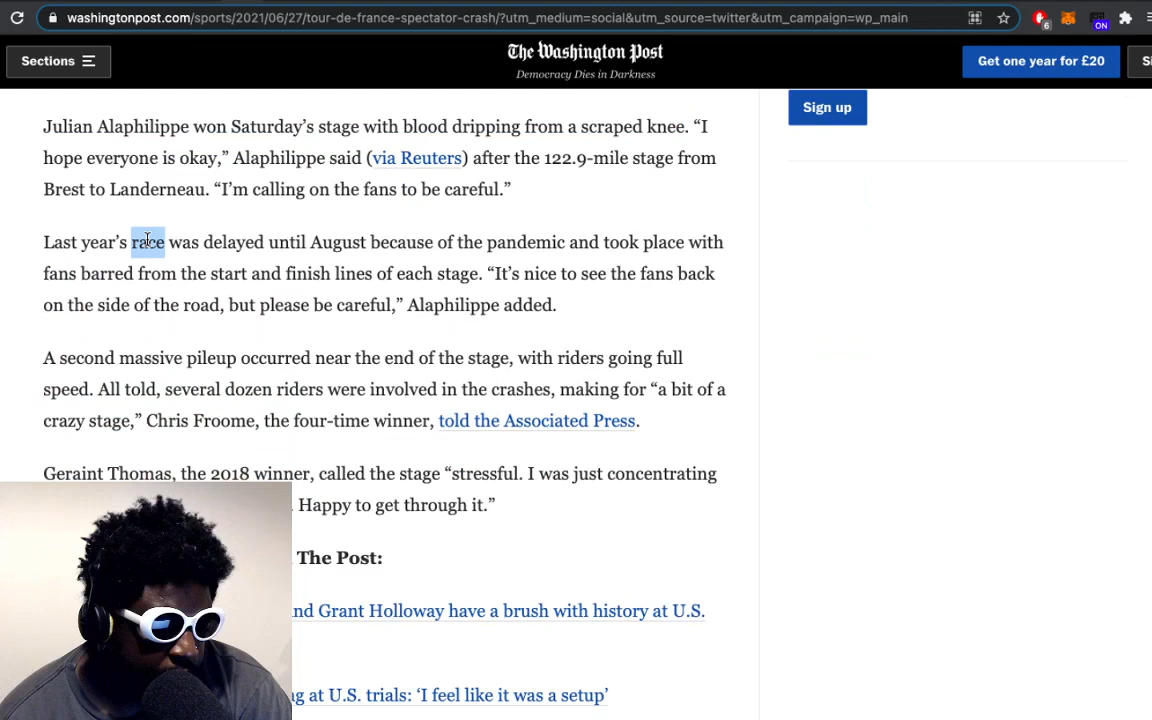 washingtonpost.com/sports/2021/06/27/tour-de-france-spectator-crash/?utm_medium=social&utm_source=twitter&utm_campaign=wp_main
6
ON
Sections
The Washington Post
Democracy Dies in Darkness
Get one year for £20
Si
Sign up
Julian Alaphilippe won Saturday’s stage with blood dripping from a scraped knee. “I
hope everyone is okay,” Alaphilippe said (via Reuters) after the 122.9-mile stage from
Brest to Landerneau. “I’m calling on the fans to be careful.”
Last year’s race was delayed until August because of the pandemic and took place with
fans barred from the start and finish lines of each stage. “It’s nice to see the fans back
on the side of the road, but please be careful,” Alaphilippe added.
A second massive pileup occurred near the end of the stage, with riders going full
speed. All told, several dozen riders were involved in the crashes, making for “a bit of a
crazy stage,” Chris Froome, the four-time winner, told the Associated Press.
Geraint Thomas, the 2018 winner, called the stage “stressful. I was just concentrating
. Happy to get through it.”
The Post:
nd Grant Holloway have a brush with history at U.S.
ng at U.S. trials: ‘I feel like it was a setup’